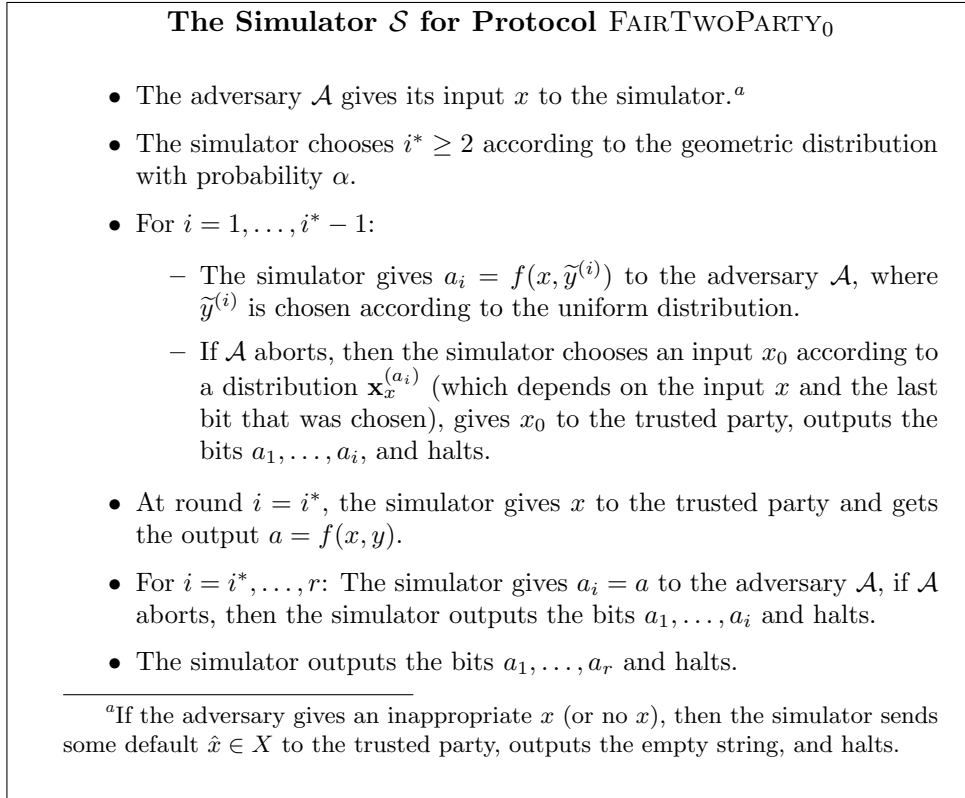 The Simulator 𝒮 for Protocol FAIRTWOPARTY₀
• The adversary 𝒜 gives its input x to the simulator.ᵃ
• The simulator chooses i* ≥ 2 according to the geometric distribution
with probability α.
• For i = 1, . . . , i* − 1:
– The simulator gives aᵢ = f(x, ỹ⁽ⁱ⁾) to the adversary 𝒜, where
ỹ⁽ⁱ⁾ is chosen according to the uniform distribution.
– If 𝒜 aborts, then the simulator chooses an input x₀ according to
a distribution 𝐱ₓ^(aᵢ) (which depends on the input x and the last
bit that was chosen), gives x₀ to the trusted party, outputs the
bits a₁, . . . , aᵢ, and halts.
• At round i = i*, the simulator gives x to the trusted party and gets
the output a = f(x, y).
• For i = i*, . . . , r: The simulator gives aᵢ = a to the adversary 𝒜, if 𝒜
aborts, then the simulator outputs the bits a₁, . . . , aᵢ and halts.
• The simulator outputs the bits a₁, . . . , aᵣ and halts.
ᵃIf the adversary gives an inappropriate x (or no x), then the simulator sends
some default x̂ ∈ X to the trusted party, outputs the empty string, and halts.